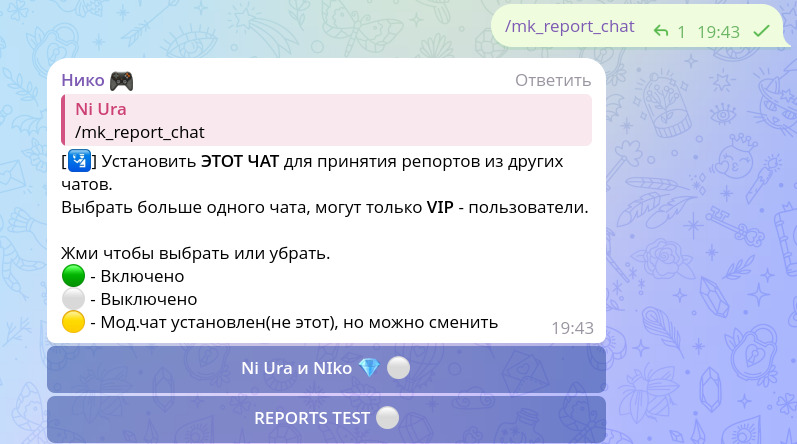 /mk_report_chat 1 19:43
Нико 🎮 Ответить
Ni Ura
/mk_report_chat
[🛂] Установить ЭТОТ ЧАТ для принятия репортов из других
чатов.
Выбрать больше одного чата, могут только VIP - пользователи.
Жми чтобы выбрать или убрать.
🟢 - Включено
⚪ - Выключено
🟡 - Мод.чат установлен(не этот), но можно сменить
19:43
Ni Ura и NIko 💎 ⚪
REPORTS TEST ⚪